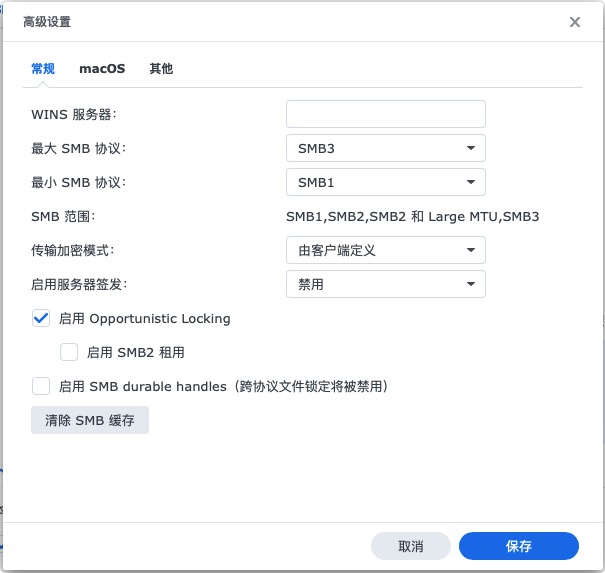 高级设置
常规 macOS 其他
WINS 服务器：
最大 SMB 协议： SMB3
最小 SMB 协议： SMB1
SMB 范围： SMB1,SMB2,SMB2 和 Large MTU,SMB3
传输加密模式： 由客户端定义
启用服务器签发： 禁用
启用 Opportunistic Locking
启用 SMB2 租用
启用 SMB durable handles（跨协议文件锁定将被禁用）
清除 SMB 缓存
取消 保存